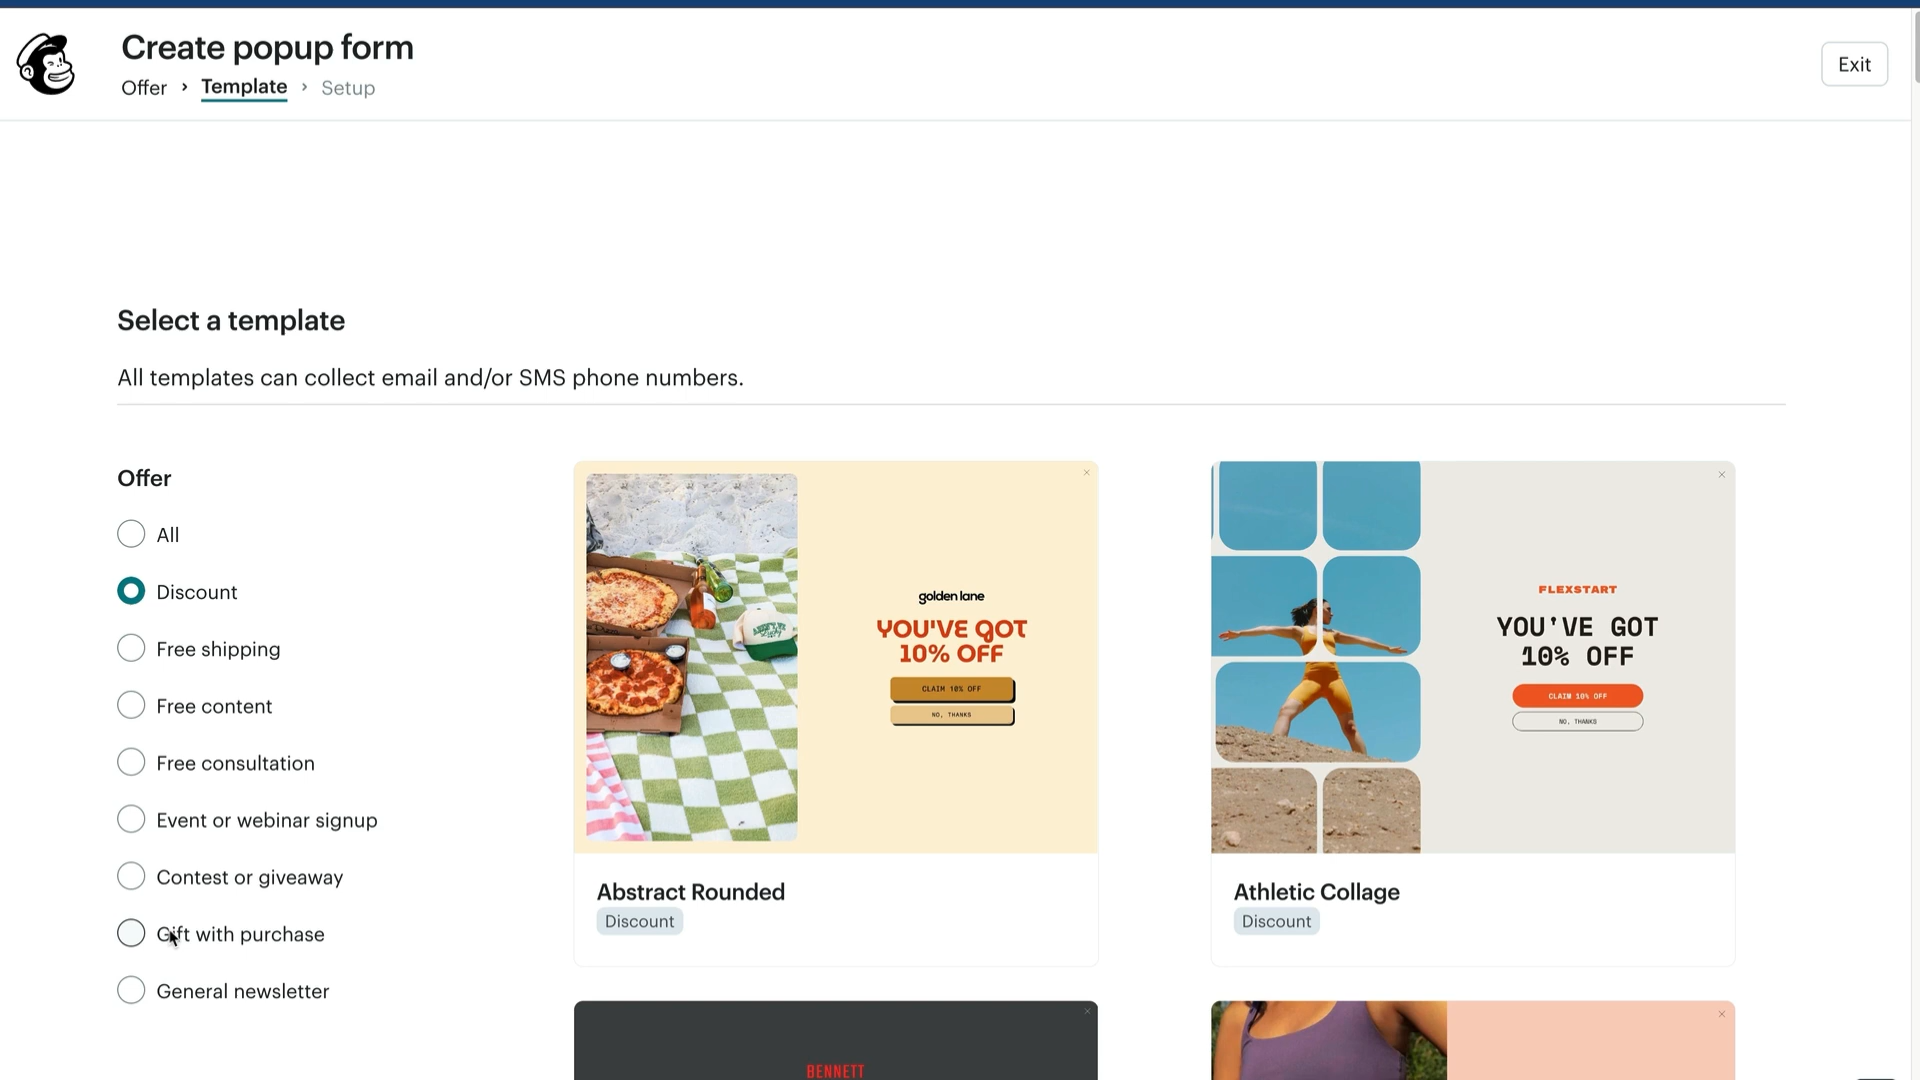 Create popup form
Exit
Offer > Template > Setup
Select a template
All templates can collect email and/or SMS phone numbers.
Offer
All
Discount
Free shipping
Free content
Free consultation
Event or webinar signup
Contest or giveaway
Gift with purchase
General newsletter
golden lane
YOU'VE GOT
10% OFF
CLAIM 10% OFF
NO, THANKS
Abstract Rounded
Discount
FLEXSTART
YOU'VE GOT
10% OFF
CLAIM 10% OFF
NO, THANKS
Athletic Collage
Discount
BENNETT